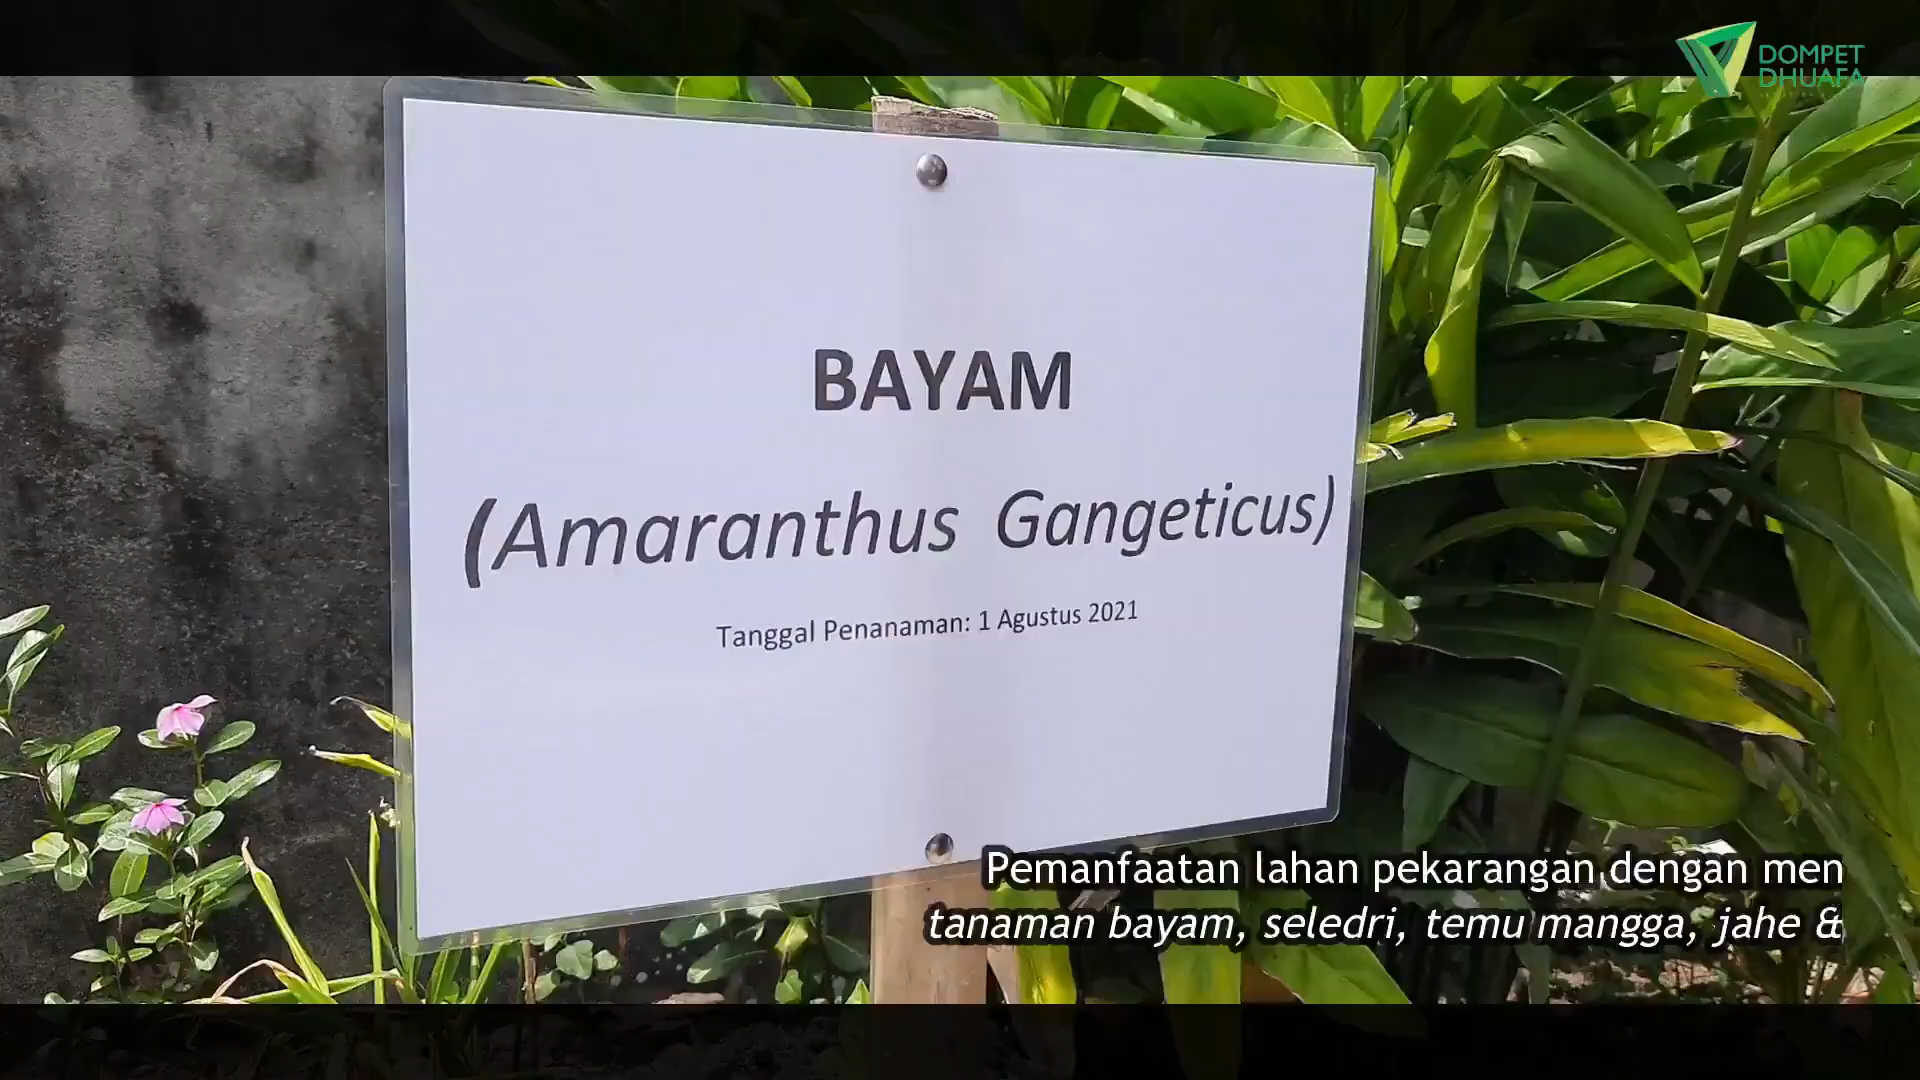 DOMPET
DHUAFA
BAYAM
(Amaranthus Gangeticus)
Tanggal Penanaman: 1 Agustus 2021
Pemanfaatan lahan pekarangan dengan men
tanaman bayam, seledri, temu mangga, jahe &